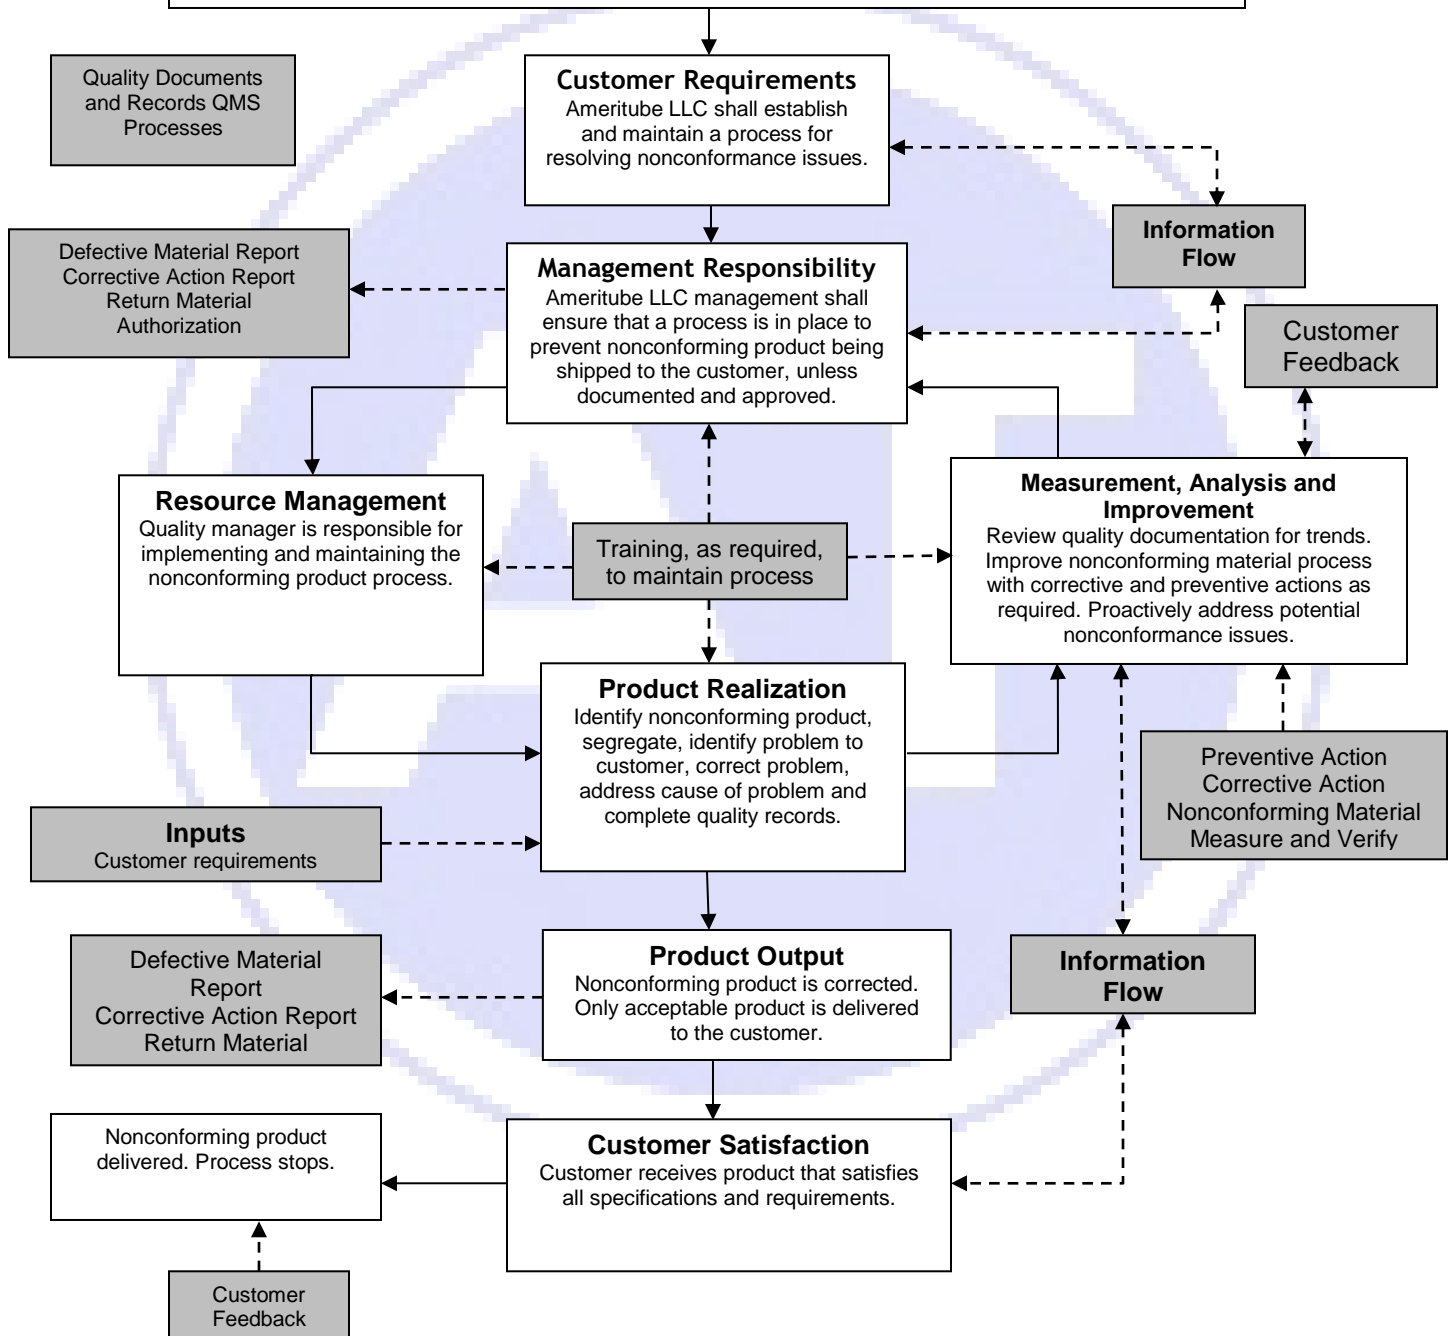 Quality Documents
and Records QMS
Processes
Customer Requirements
Ameritube LLC shall establish
and maintain a process for
resolving nonconformance issues.
Information
Flow
Defective Material Report
Corrective Action Report
Return Material
Authorization
Management Responsibility
Ameritube LLC management shall
ensure that a process is in place to
prevent nonconforming product being
shipped to the customer, unless
documented and approved.
Customer
Feedback
Resource Management
Quality manager is responsible for
implementing and maintaining the
nonconforming product process.
Training, as required,
to maintain process
Measurement, Analysis and
Improvement
Review quality documentation for trends.
Improve nonconforming material process
with corrective and preventive actions as
required. Proactively address potential
nonconformance issues.
Product Realization
Identify nonconforming product,
segregate, identify problem to
customer, correct problem,
address cause of problem and
complete quality records.
Preventive Action
Corrective Action
Nonconforming Material
Measure and Verify
Inputs
Customer requirements
Defective Material
Report
Corrective Action Report
Return Material
Product Output
Nonconforming product is corrected.
Only acceptable product is delivered
to the customer.
Information
Flow
Nonconforming product
delivered. Process stops.
Customer Satisfaction
Customer receives product that satisfies
all specifications and requirements.
Customer
Feedback